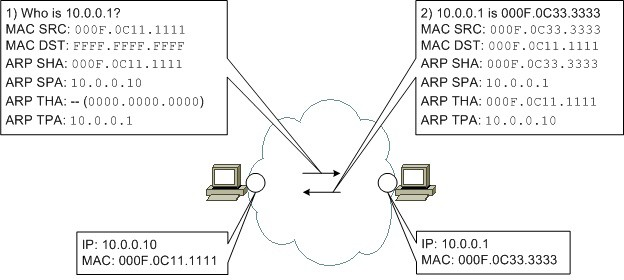 1) Who is 10.0.0.1?
MAC SRC: 000F.0C11.1111
MAC DST: FFFF.FFFF.FFFF
ARP SHA: 000F.0C11.1111
ARP SPA: 10.0.0.10
ARP THA: -- (0000.0000.0000)
ARP TPA: 10.0.0.1
2) 10.0.0.1 is 000F.0C33.3333
MAC SRC: 000F.0C33.3333
MAC DST: 000F.0C11.1111
ARP SHA: 000F.0C33.3333
ARP SPA: 10.0.0.1
ARP THA: 000F.0C11.1111
ARP TPA: 10.0.0.10
IP: 10.0.0.10
MAC: 000F.0C11.1111
IP: 10.0.0.1
MAC: 000F.0C33.3333